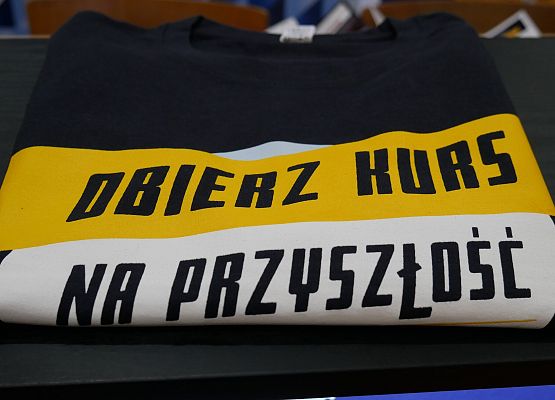 OBIERZ KURS
NA PRZYSZŁOŚĆ